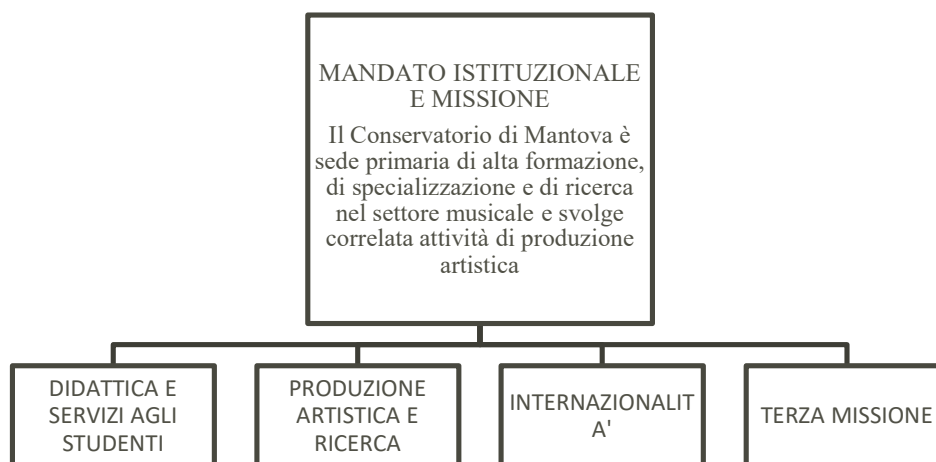 MANDATO ISTITUZIONALE
E MISSIONE
Il Conservatorio di Mantova è
sede primaria di alta formazione,
di specializzazione e di ricerca
nel settore musicale e svolge
correlata attività di produzione
artistica
DIDATTICA E
SERVIZI AGLI
STUDENTI
PRODUZIONE
ARTISTICA E
RICERCA
INTERNAZIONALIT
A'
TERZA MISSIONE